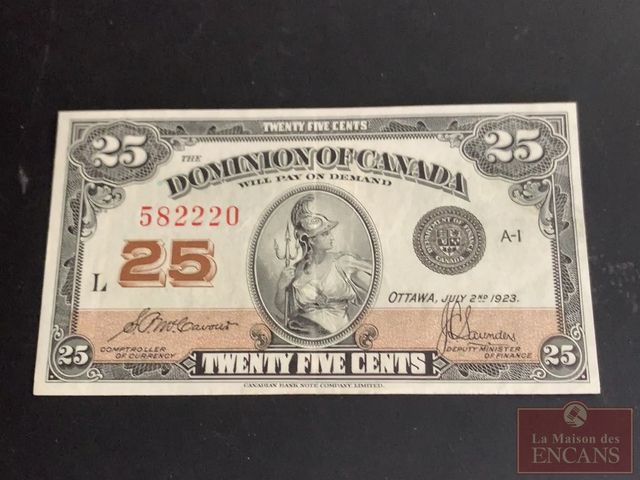 TWENTY FIVE CENTS
25 25
THE
DOMINION OF CANADA
WILL PAY ON DEMAND
582220
A-1
L 25
OTTAWA, JULY 2ND 1923.
COMPTROLLER
OF CURRENCY
J.C. Saunders
DEPUTY MINISTER
OF FINANCE
25 TWENTY FIVE CENTS 25
CANADIAN BANK NOTE COMPANY, LIMITED.
La Maison des
ENCANS